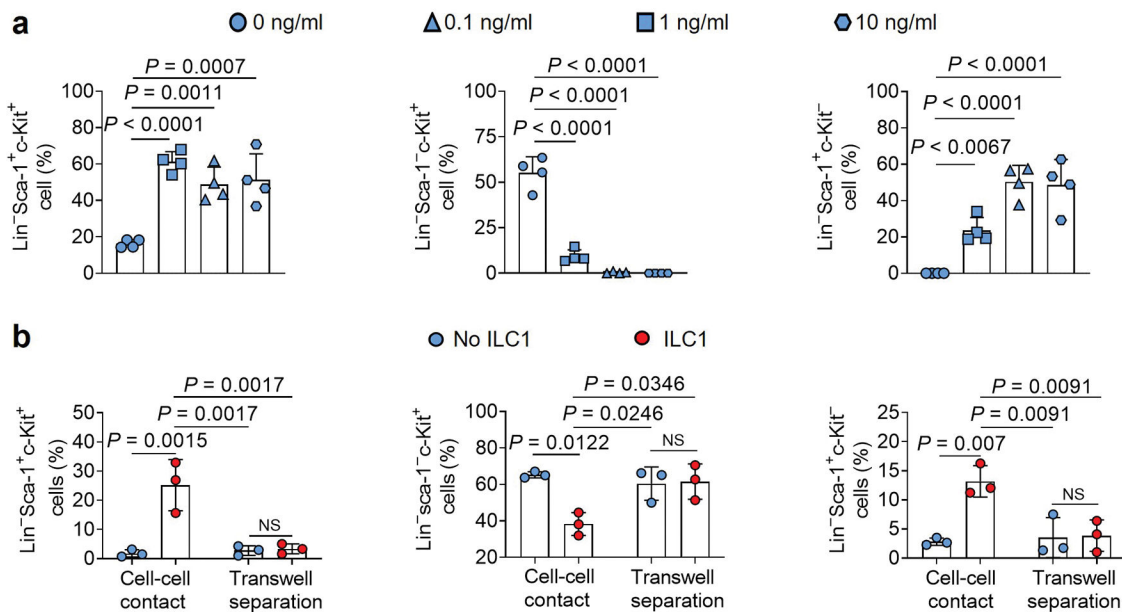 a
0 ng/ml
0.1 ng/ml
1 ng/ml
10 ng/ml
Lin⁻Sca-1⁺c-Kit⁺
cell (%)
100
80
60
40
20
0
P = 0.0007
P = 0.0011
P < 0.0001
Lin⁻Sca-1⁻c-Kit⁺
cell (%)
100
75
50
25
0
P < 0.0001
P < 0.0001
P < 0.0001
Lin⁻Sca-1⁺c-Kit⁻
cell (%)
100
80
60
40
20
0
P < 0.0001
P < 0.0001
P < 0.0067
b
No ILC1
ILC1
Lin⁻Sca-1⁺c-Kit⁺
cells (%)
50
40
30
20
10
0
P = 0.0017
P = 0.0017
P = 0.0015
NS
Cell-cell
contact
Transwell
separation
Lin⁻sca-1⁻c-Kit⁺
cells (%)
100
80
60
40
20
P = 0.0346
P = 0.0246
P = 0.0122
NS
Cell-cell
contact
Transwell
separation
Lin⁻Sca-1⁺c-Kit⁻
cells (%)
25
20
15
10
5
0
P = 0.0091
P = 0.0091
P = 0.007
NS
Cell-cell
contact
Transwell
separation